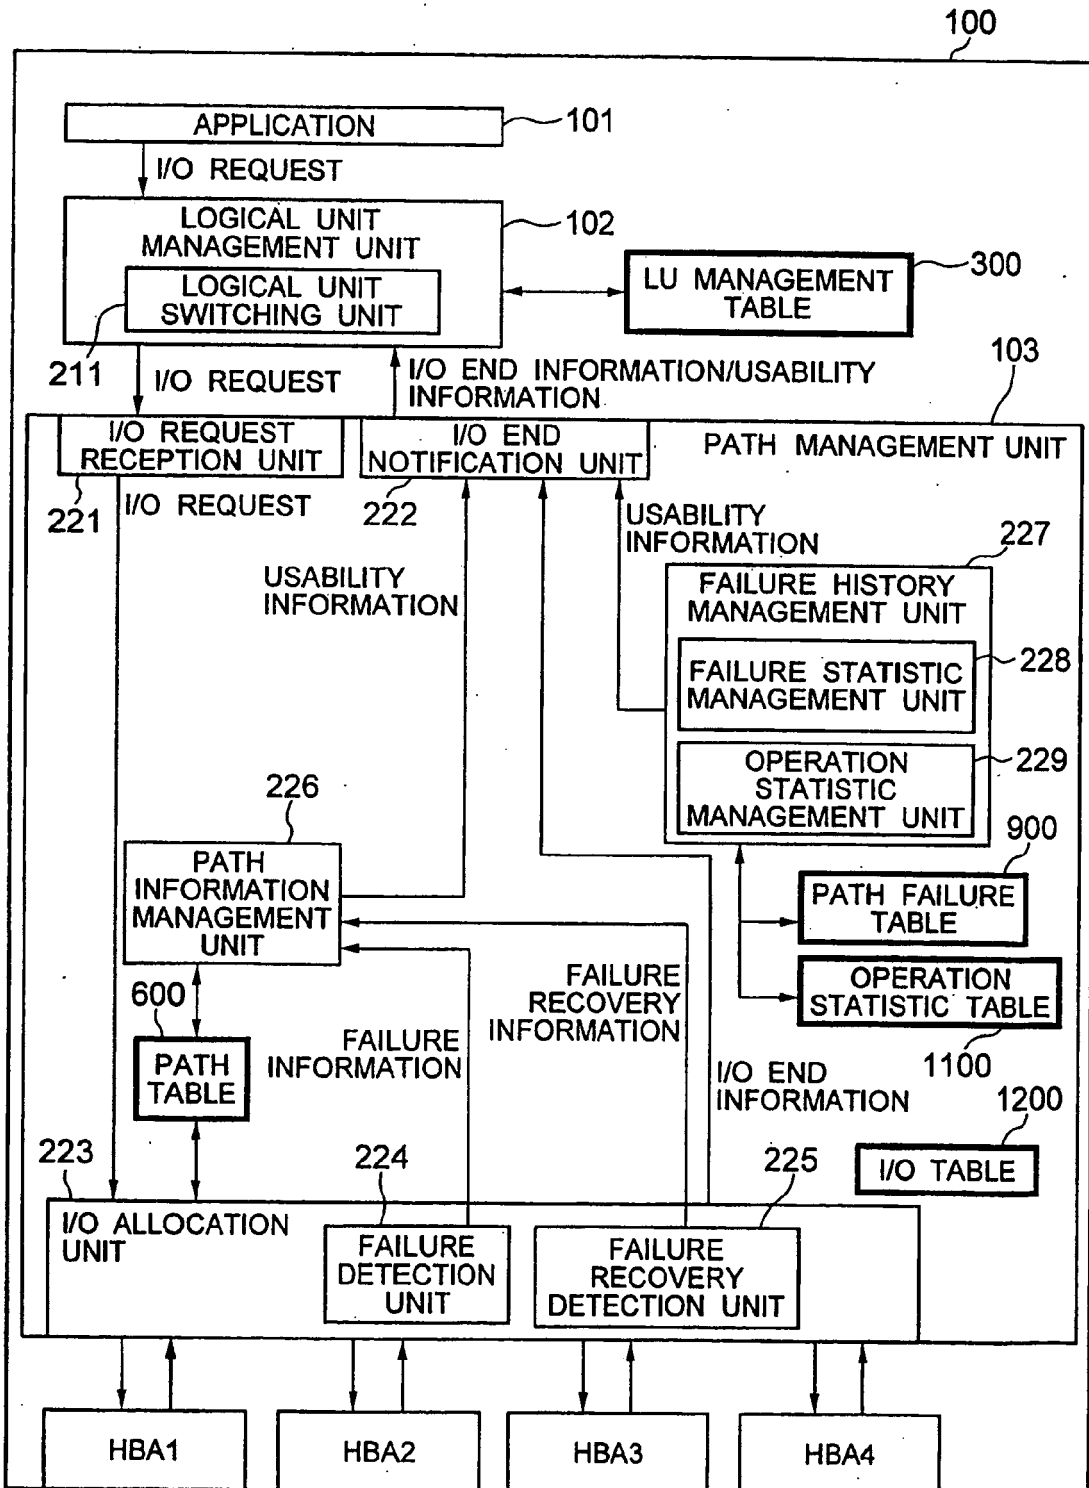 100
APPLICATION
101
I/O REQUEST
LOGICAL UNIT
MANAGEMENT UNIT
102
LOGICAL UNIT
SWITCHING UNIT
LU MANAGEMENT
TABLE
300
211
I/O REQUEST
I/O END INFORMATION/USABILITY
INFORMATION
103
I/O REQUEST
RECEPTION UNIT
I/O END
NOTIFICATION UNIT
PATH MANAGEMENT UNIT
221
I/O REQUEST
222
USABILITY
INFORMATION
USABILITY
INFORMATION
227
FAILURE HISTORY
MANAGEMENT UNIT
FAILURE STATISTIC
MANAGEMENT UNIT
228
OPERATION
STATISTIC
MANAGEMENT UNIT
229
226
PATH
INFORMATION
MANAGEMENT
UNIT
900
PATH FAILURE
TABLE
OPERATION
STATISTIC TABLE
1100
600
PATH
TABLE
FAILURE
INFORMATION
FAILURE
RECOVERY
INFORMATION
I/O END
INFORMATION
1200
I/O TABLE
223
I/O ALLOCATION
UNIT
224
FAILURE
DETECTION
UNIT
225
FAILURE
RECOVERY
DETECTION UNIT
HBA1
HBA2
HBA3
HBA4